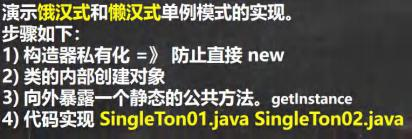 演示饿汉式和懒汉式单例模式的实现。
步骤如下：
1) 构造器私有化 =》 防止直接 new
2) 类的内部创建对象
3) 向外暴露一个静态的公共方法。getInstance
4) 代码实现 SingleTon01.java SingleTon02.java